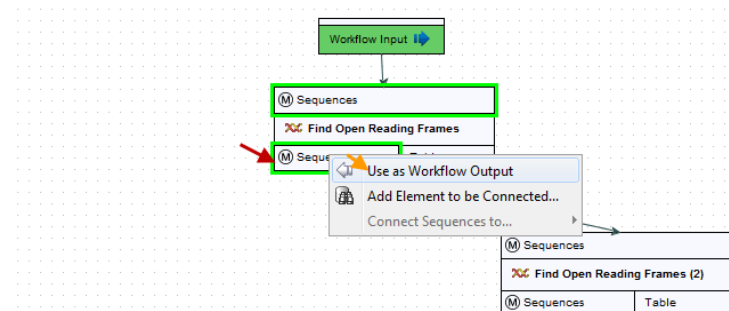 Workflow Input
M Sequences
Find Open Reading Frames
M
Use as Workflow Output
Add Element to be Connected...
Connect Sequences to...
M Sequences
Find Open Reading Frames (2)
M Sequences Table